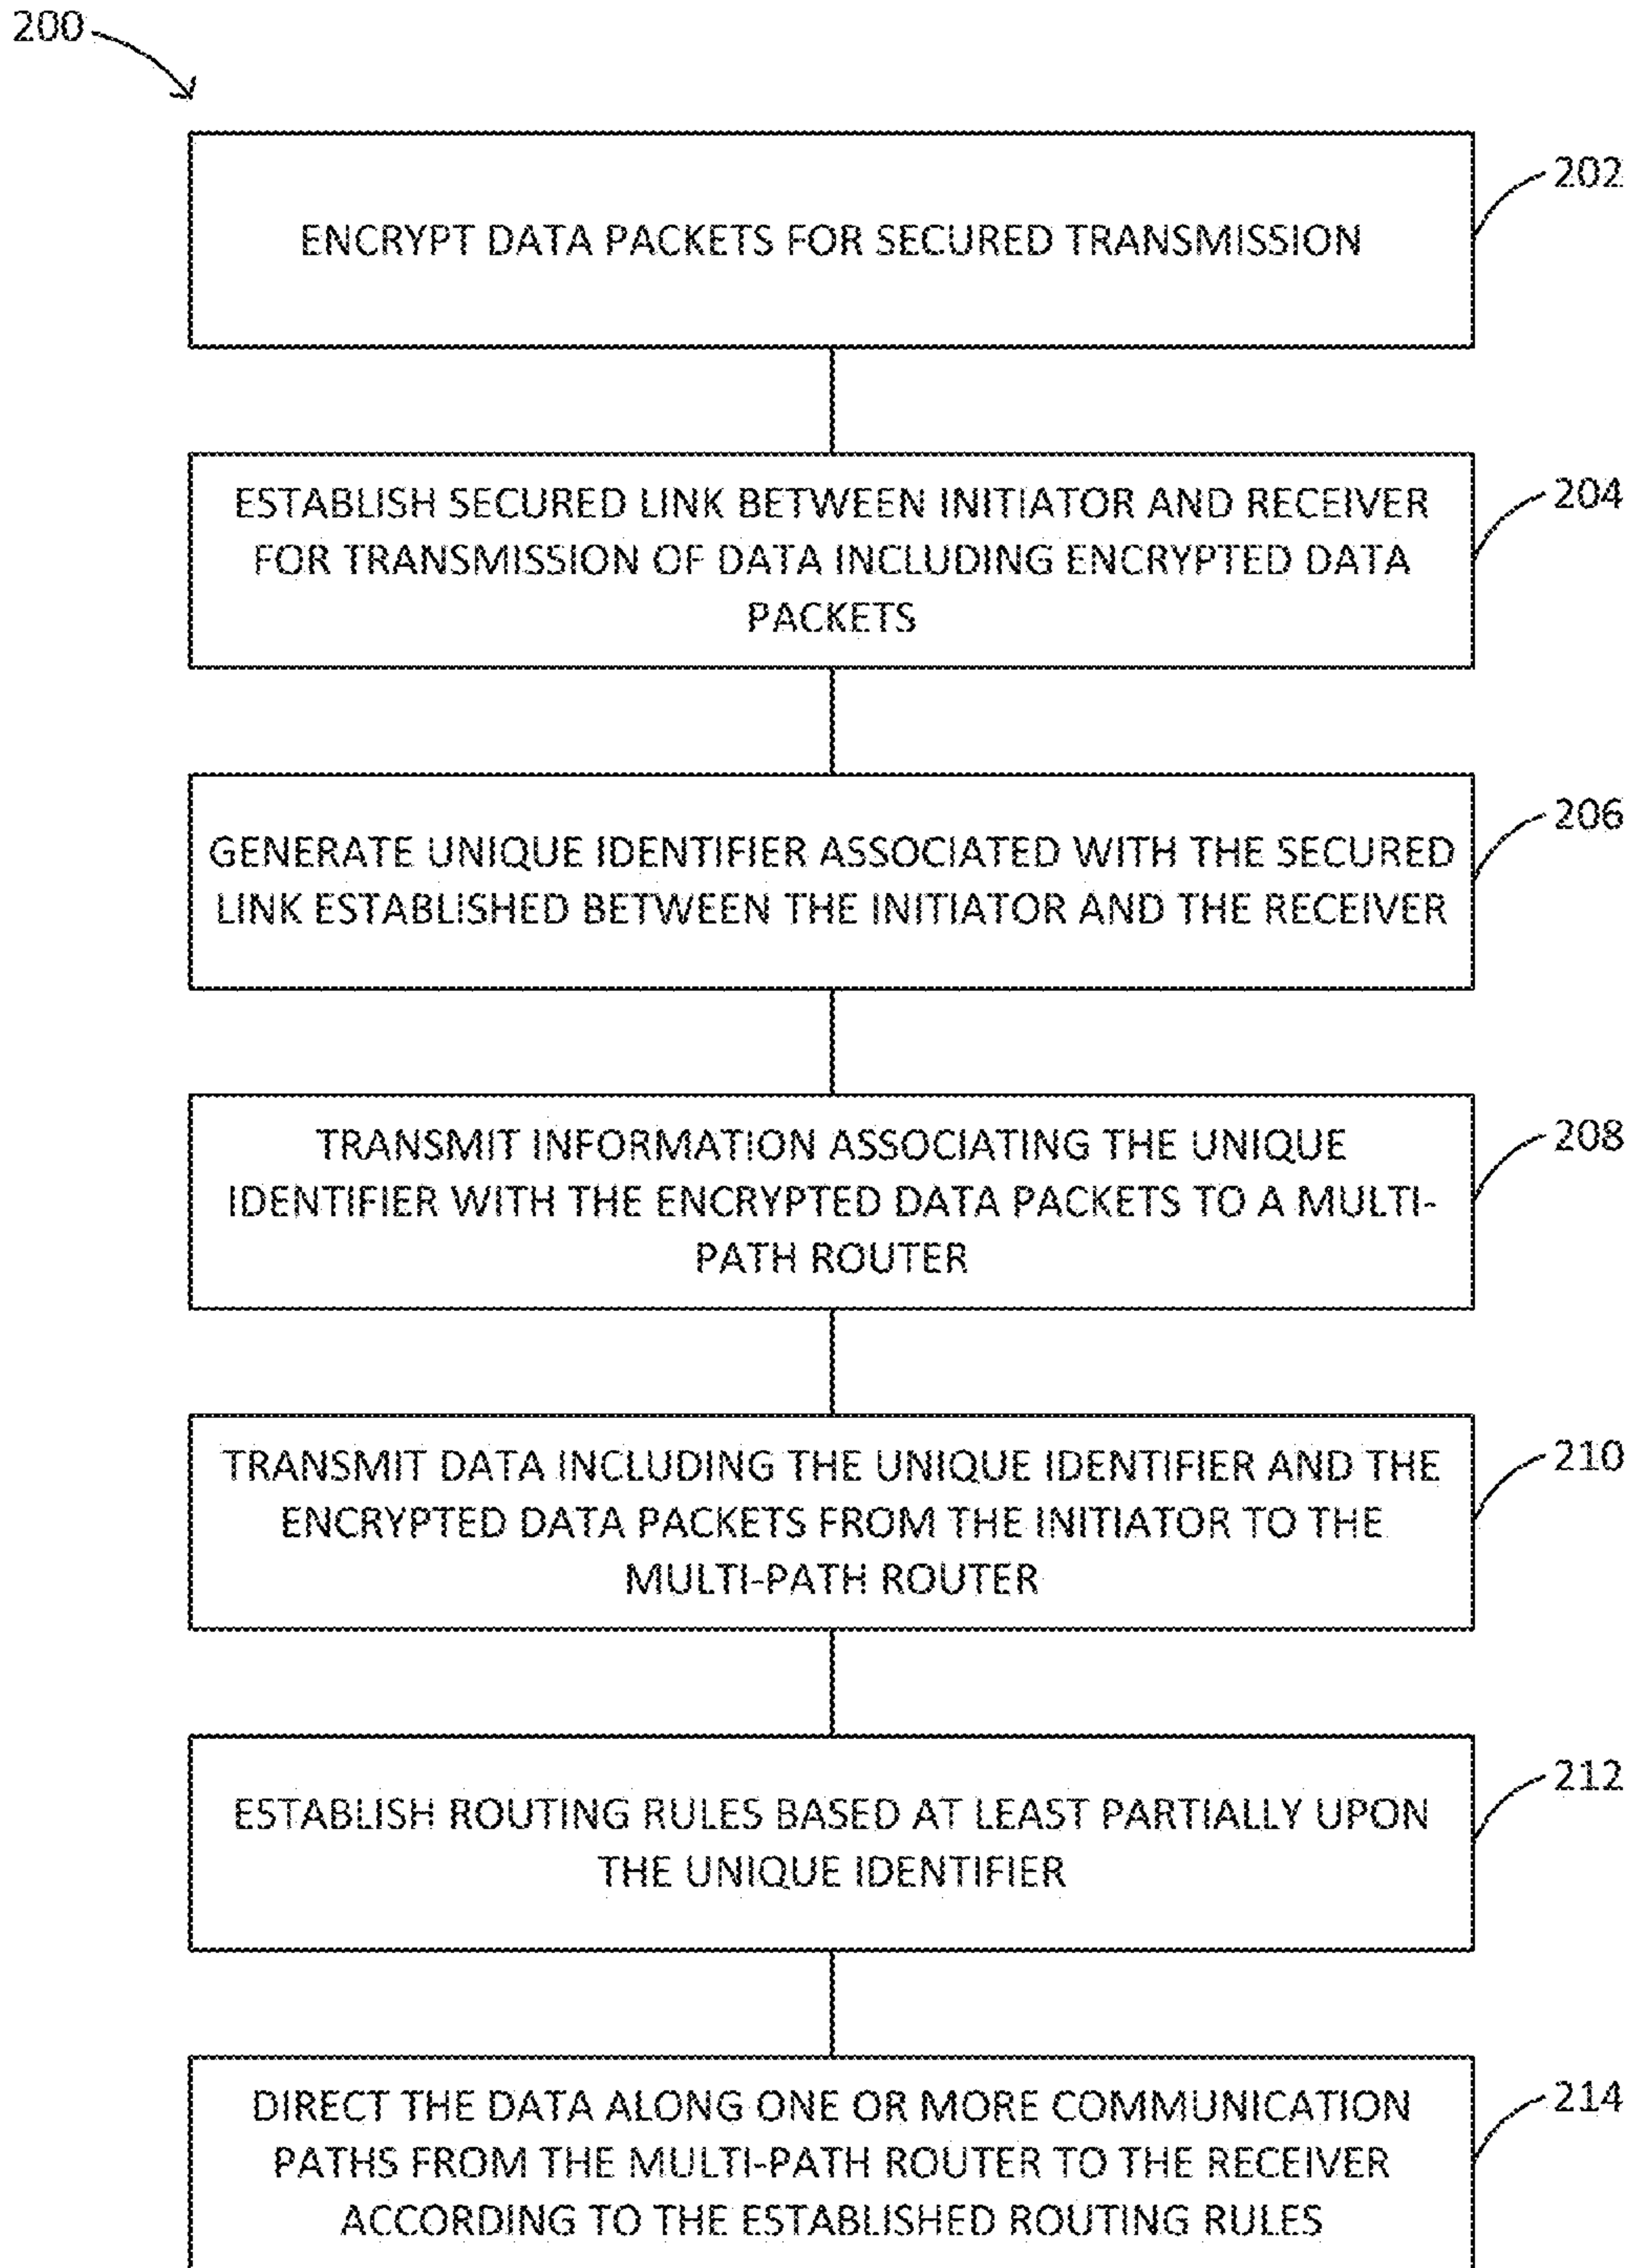 200
202
ENCRYPT DATA PACKETS FOR SECURED TRANSMISSION
204
ESTABLISH SECURED LINK BETWEEN INITIATOR AND RECEIVER
FOR TRANSMISSION OF DATA INCLUDING ENCRYPTED DATA
PACKETS
206
GENERATE UNIQUE IDENTIFIER ASSOCIATED WITH THE SECURED
LINK ESTABLISHED BETWEEN THE INITIATOR AND THE RECEIVER
208
TRANSMIT INFORMATION ASSOCIATING THE UNIQUE
IDENTIFIER WITH THE ENCRYPTED DATA PACKETS TO A MULTI-
PATH ROUTER
210
TRANSMIT DATA INCLUDING THE UNIQUE IDENTIFIER AND THE
ENCRYPTED DATA PACKETS FROM THE INITIATOR TO THE
MULTI-PATH ROUTER
212
ESTABLISH ROUTING RULES BASED AT LEAST PARTIALLY UPON
THE UNIQUE IDENTIFIER
214
DIRECT THE DATA ALONG ONE OR MORE COMMUNICATION
PATHS FROM THE MULTI-PATH ROUTER TO THE RECEIVER
ACCORDING TO THE ESTABLISHED ROUTING RULES